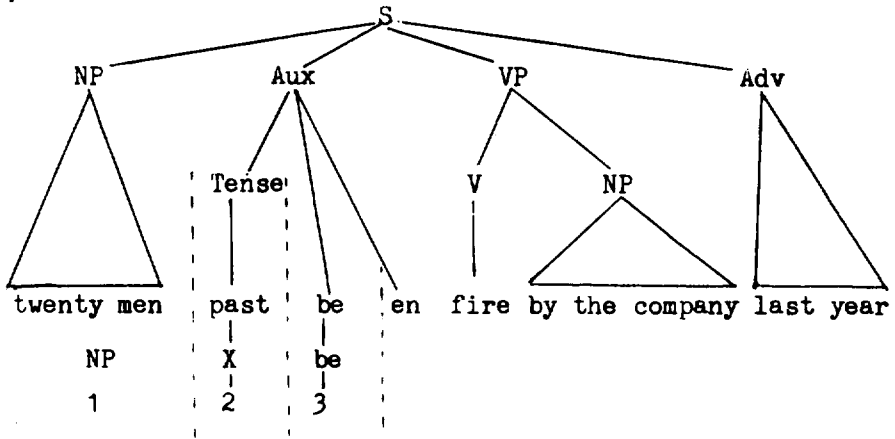 S
NP Aux VP Adv
Tense V NP
twenty men past be en fire by the company last year
NP X be
1 2 3